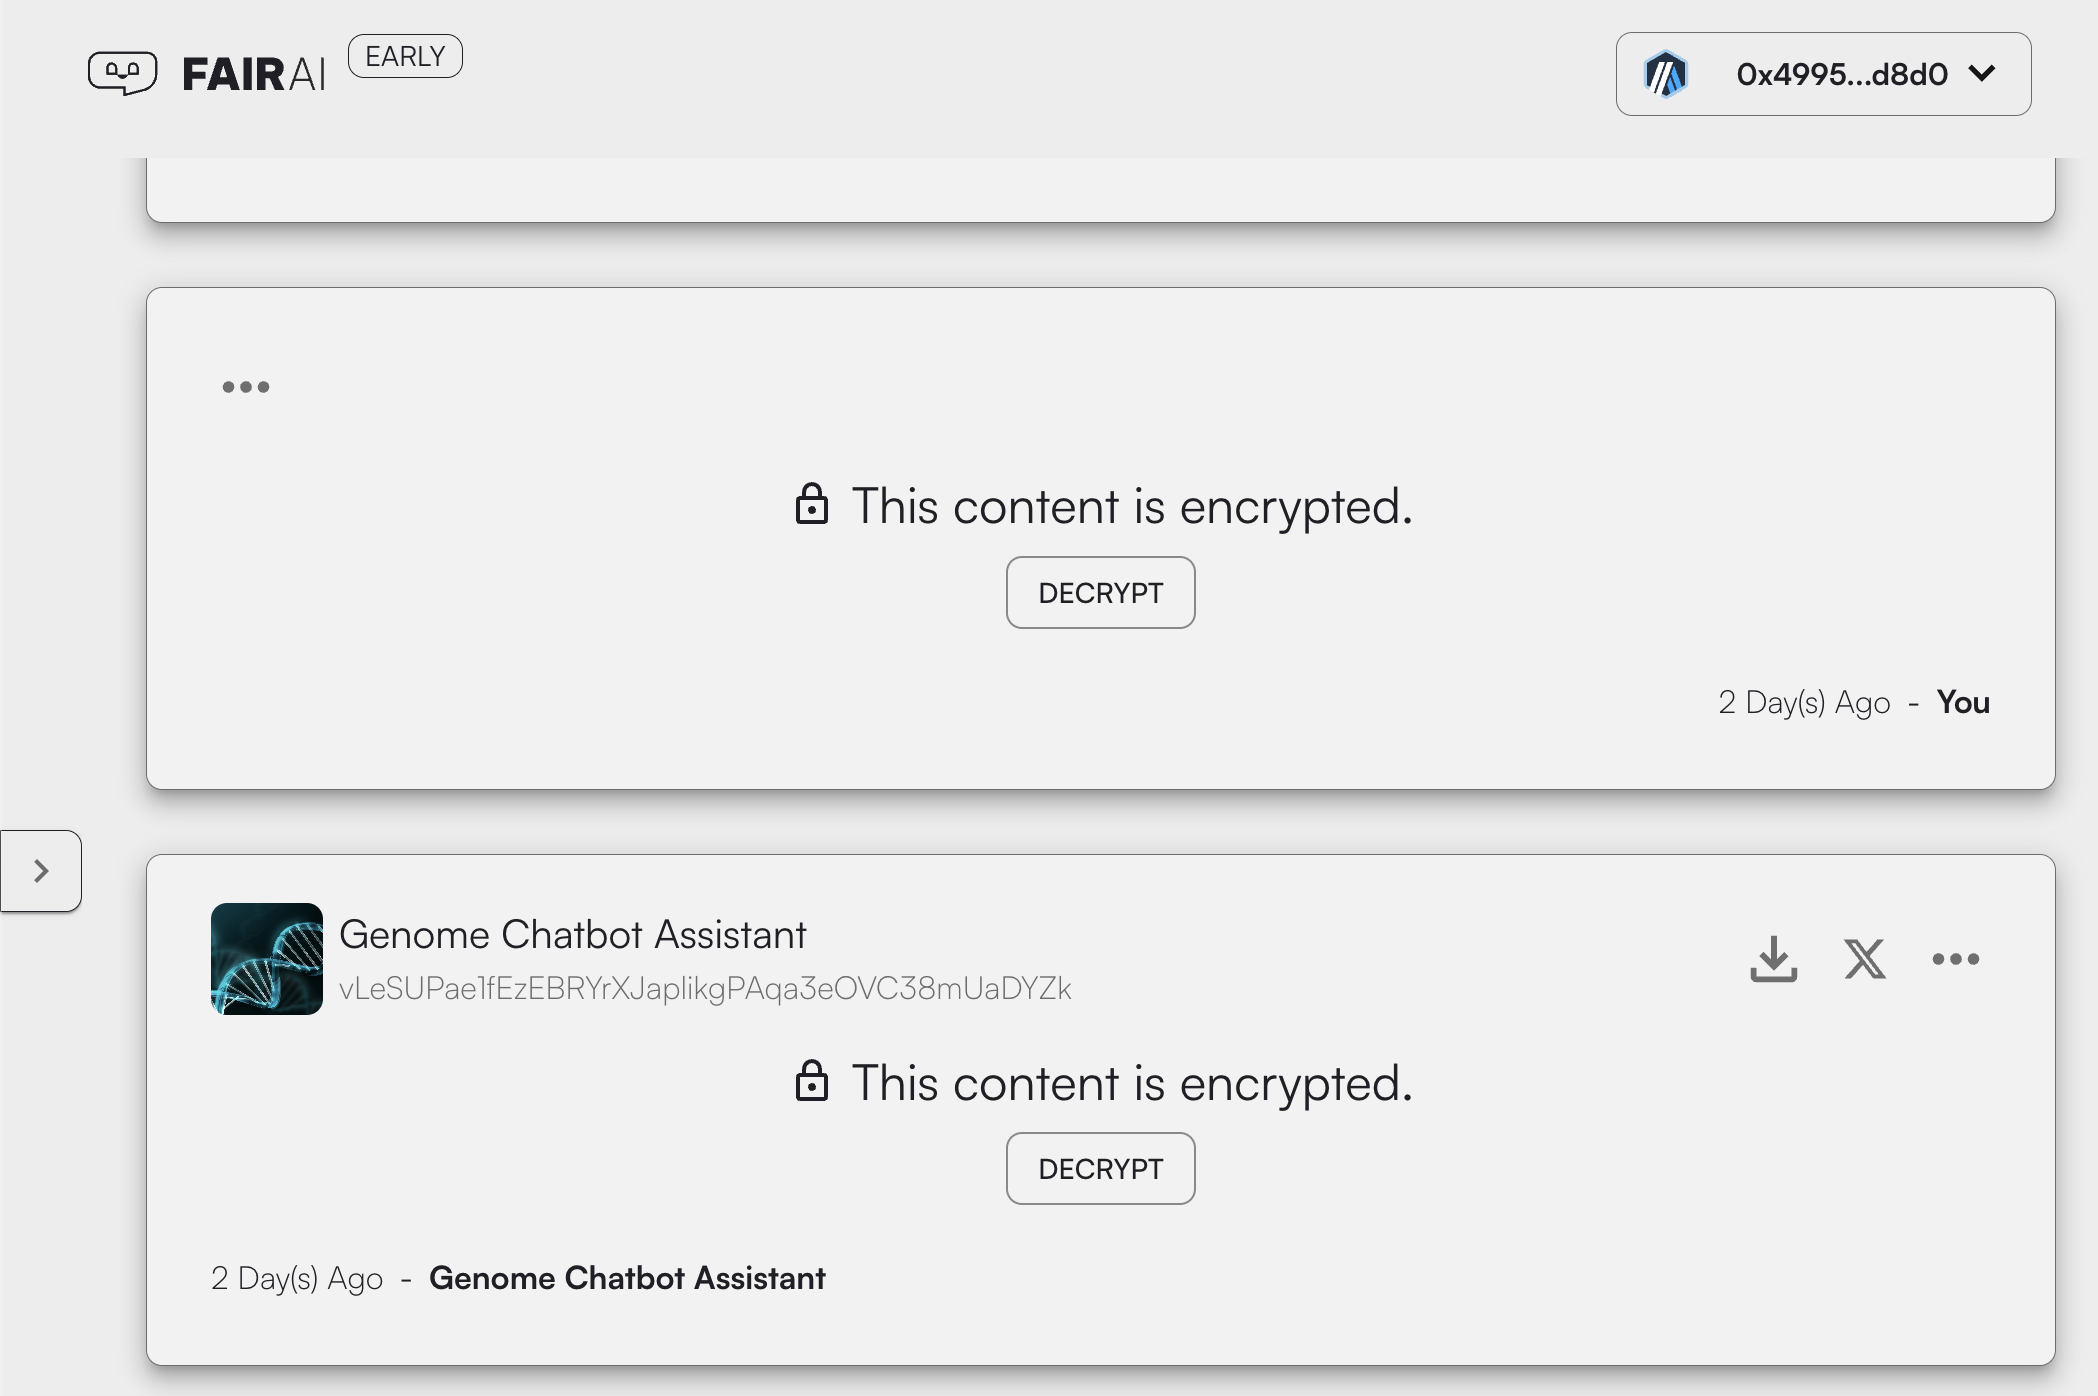 FAIRAI EARLY
0x4995...d8d0
This content is encrypted.
DECRYPT
2 Day(s) Ago - You
Genome Chatbot Assistant
vLeSUPae1fEzEBRYrXJaplikgPAqa3eOVC38mUaDYZk
This content is encrypted.
DECRYPT
2 Day(s) Ago - Genome Chatbot Assistant